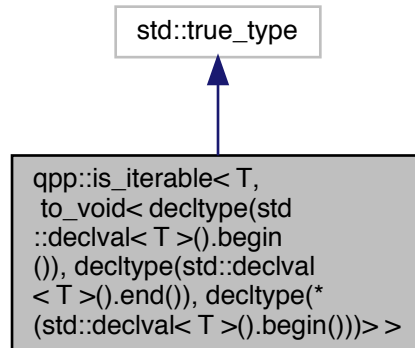 std::true_type
qpp::is_iterable< T,
to_void< decltype(std
::declval< T >().begin
()), decltype(std::declval
< T >().end()), decltype(*
(std::declval< T >().begin()))> >